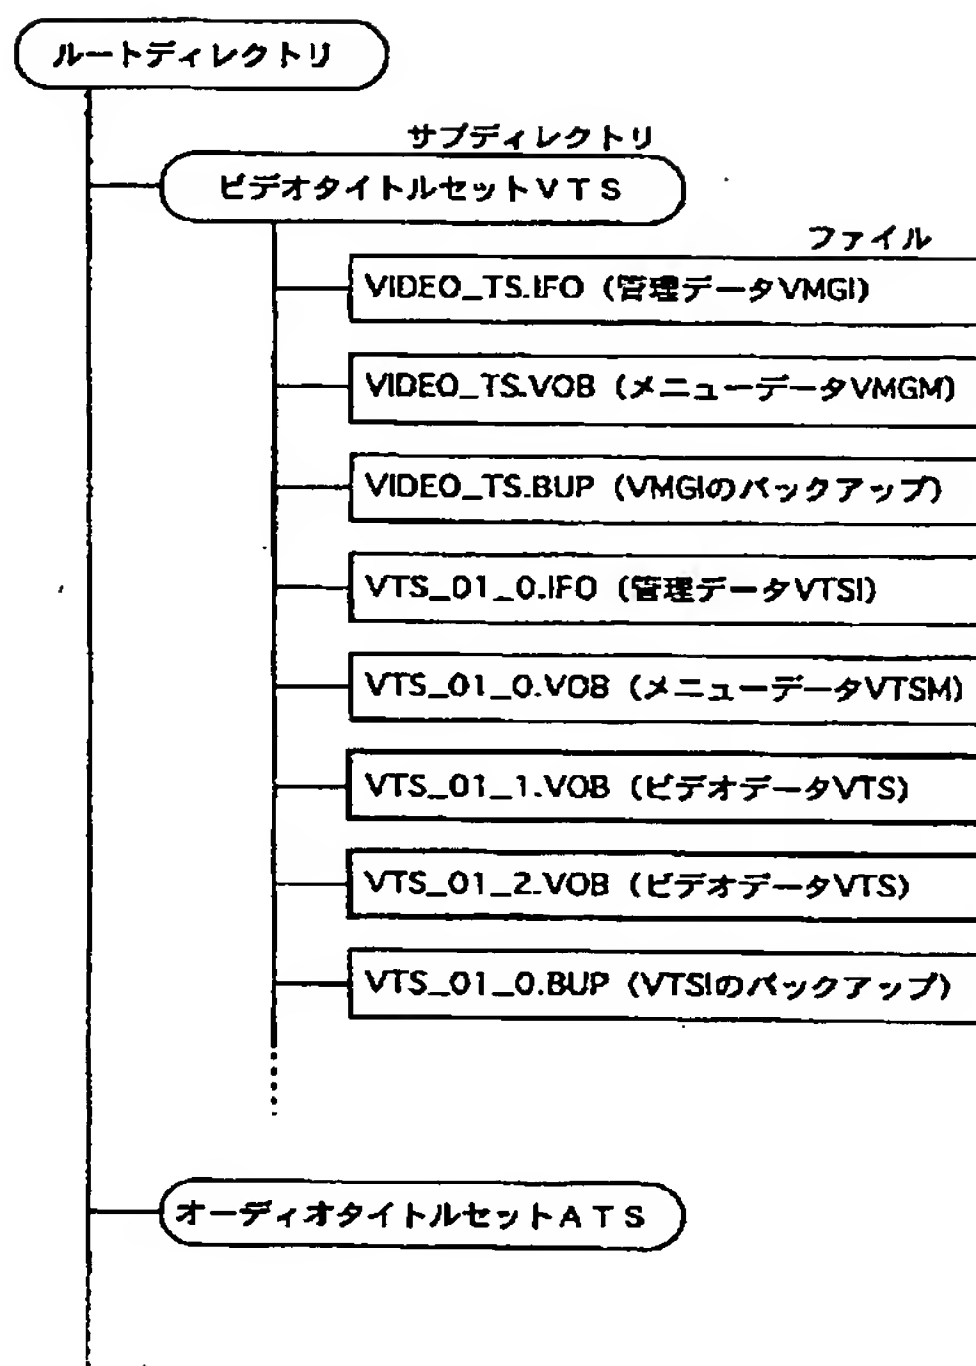 ルートディレクトリ
サブディレクトリ
ビデオタイトルセットVTS
ファイル
VIDEO_TS.IFO（管理データVMGI）
VIDEO_TS.VOB（メニューデータVMGM）
VIDEO_TS.BUP（VMGIのバックアップ）
VTS_01_0.IFO（管理データVTSI）
VTS_01_0.VOB（メニューデータVTSM）
VTS_01_1.VOB（ビデオデータVTS）
VTS_01_2.VOB（ビデオデータVTS）
VTS_01_0.BUP（VTSIのバックアップ）
オーディオタイトルセットATS